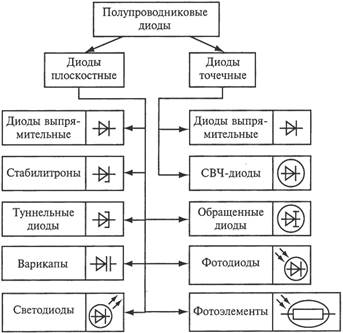 Полупроводниковые
диоды
Диоды
плоскостные
Диоды
точечные
Диоды выпря-
мительные
Диоды выпря-
мительные
Стабилитроны
СВЧ-диоды
Туннельные
диоды
Обращенные
диоды
Варикапы
Фотодиоды
Светодиоды
Фотоэлементы